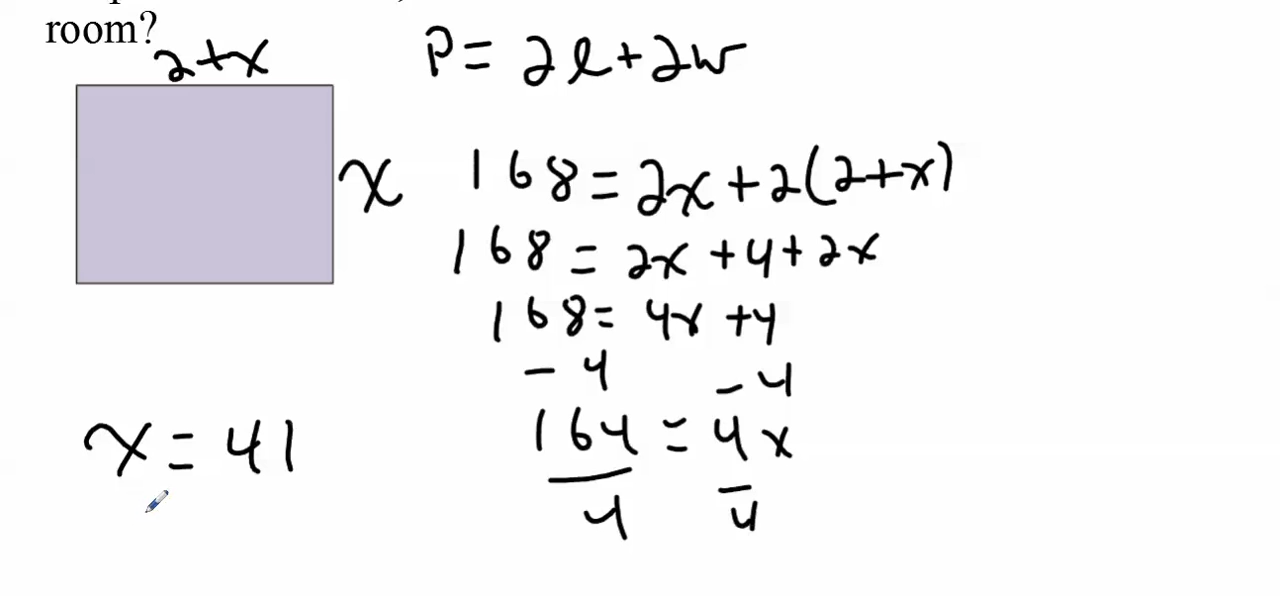 room?
2+x
P= 2l+2w
x
168=2x+2(2+x)
168 = 2x +4+2x
168= 4x +4
- 4 -4
164 = 4x
4 4
x = 41